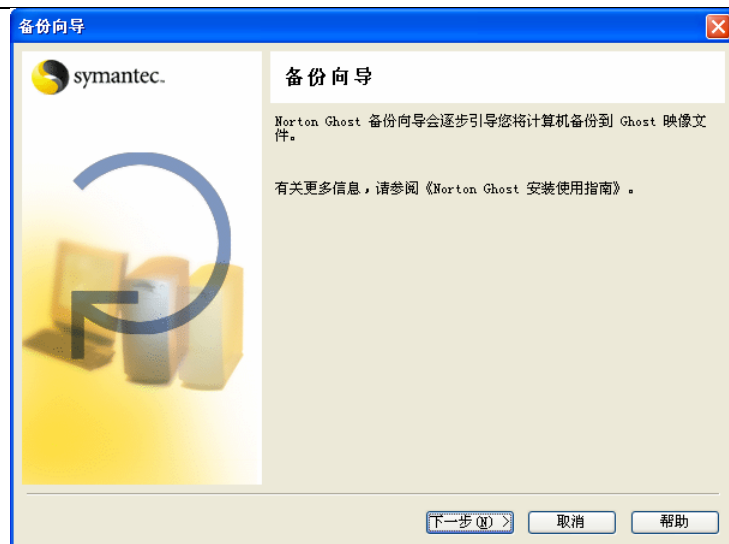 备份向导
symantec.
备份向导
Norton Ghost 备份向导会逐步引导您将计算机备份到 Ghost 映像文
件。
有关更多信息，请参阅《Norton Ghost 安装使用指南》。
下一步(N) >
取消
帮助